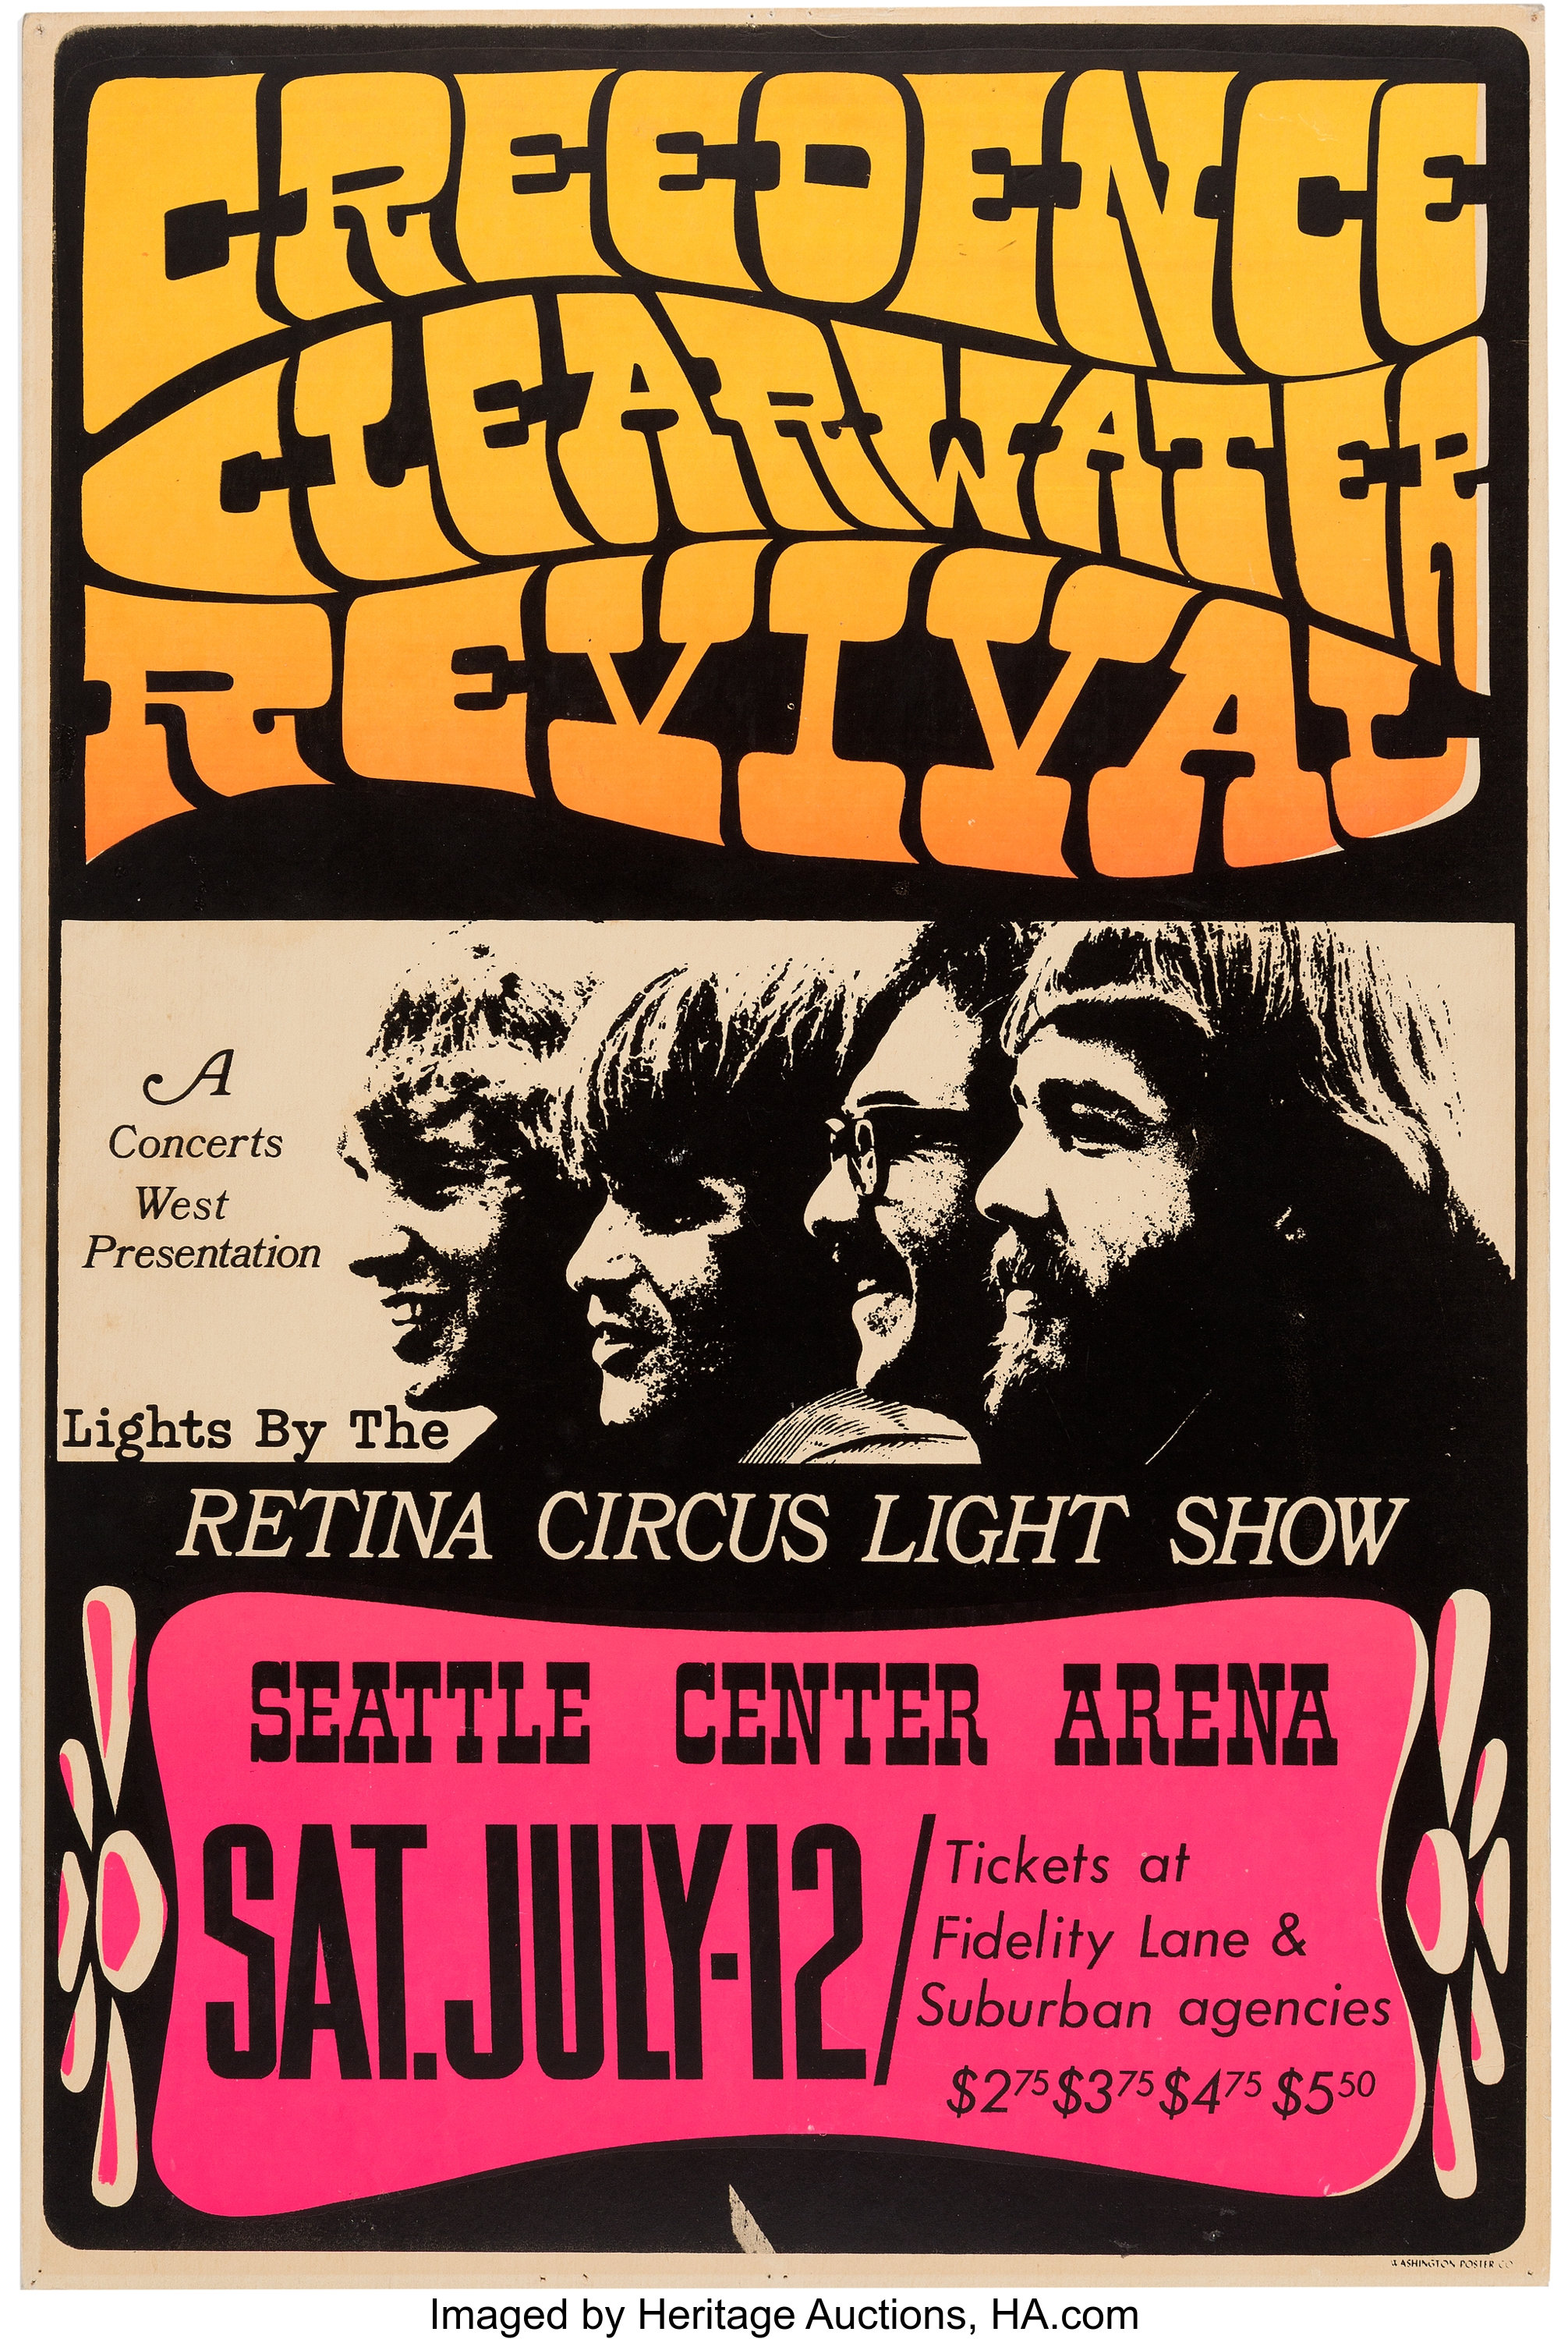 CREEDENCE
CLEARWATER
REVIVAL
A
Concerts
West
Presentation
Lights By The
RETINA CIRCUS LIGHT SHOW
SEATTLE CENTER ARENA
SAT. JULY-12
Tickets at
Fidelity Lane &
Suburban agencies
$2.75 $3.75 $4.75 $5.50
WASHINGTON POSTER CO
Imaged by Heritage Auctions, HA.com